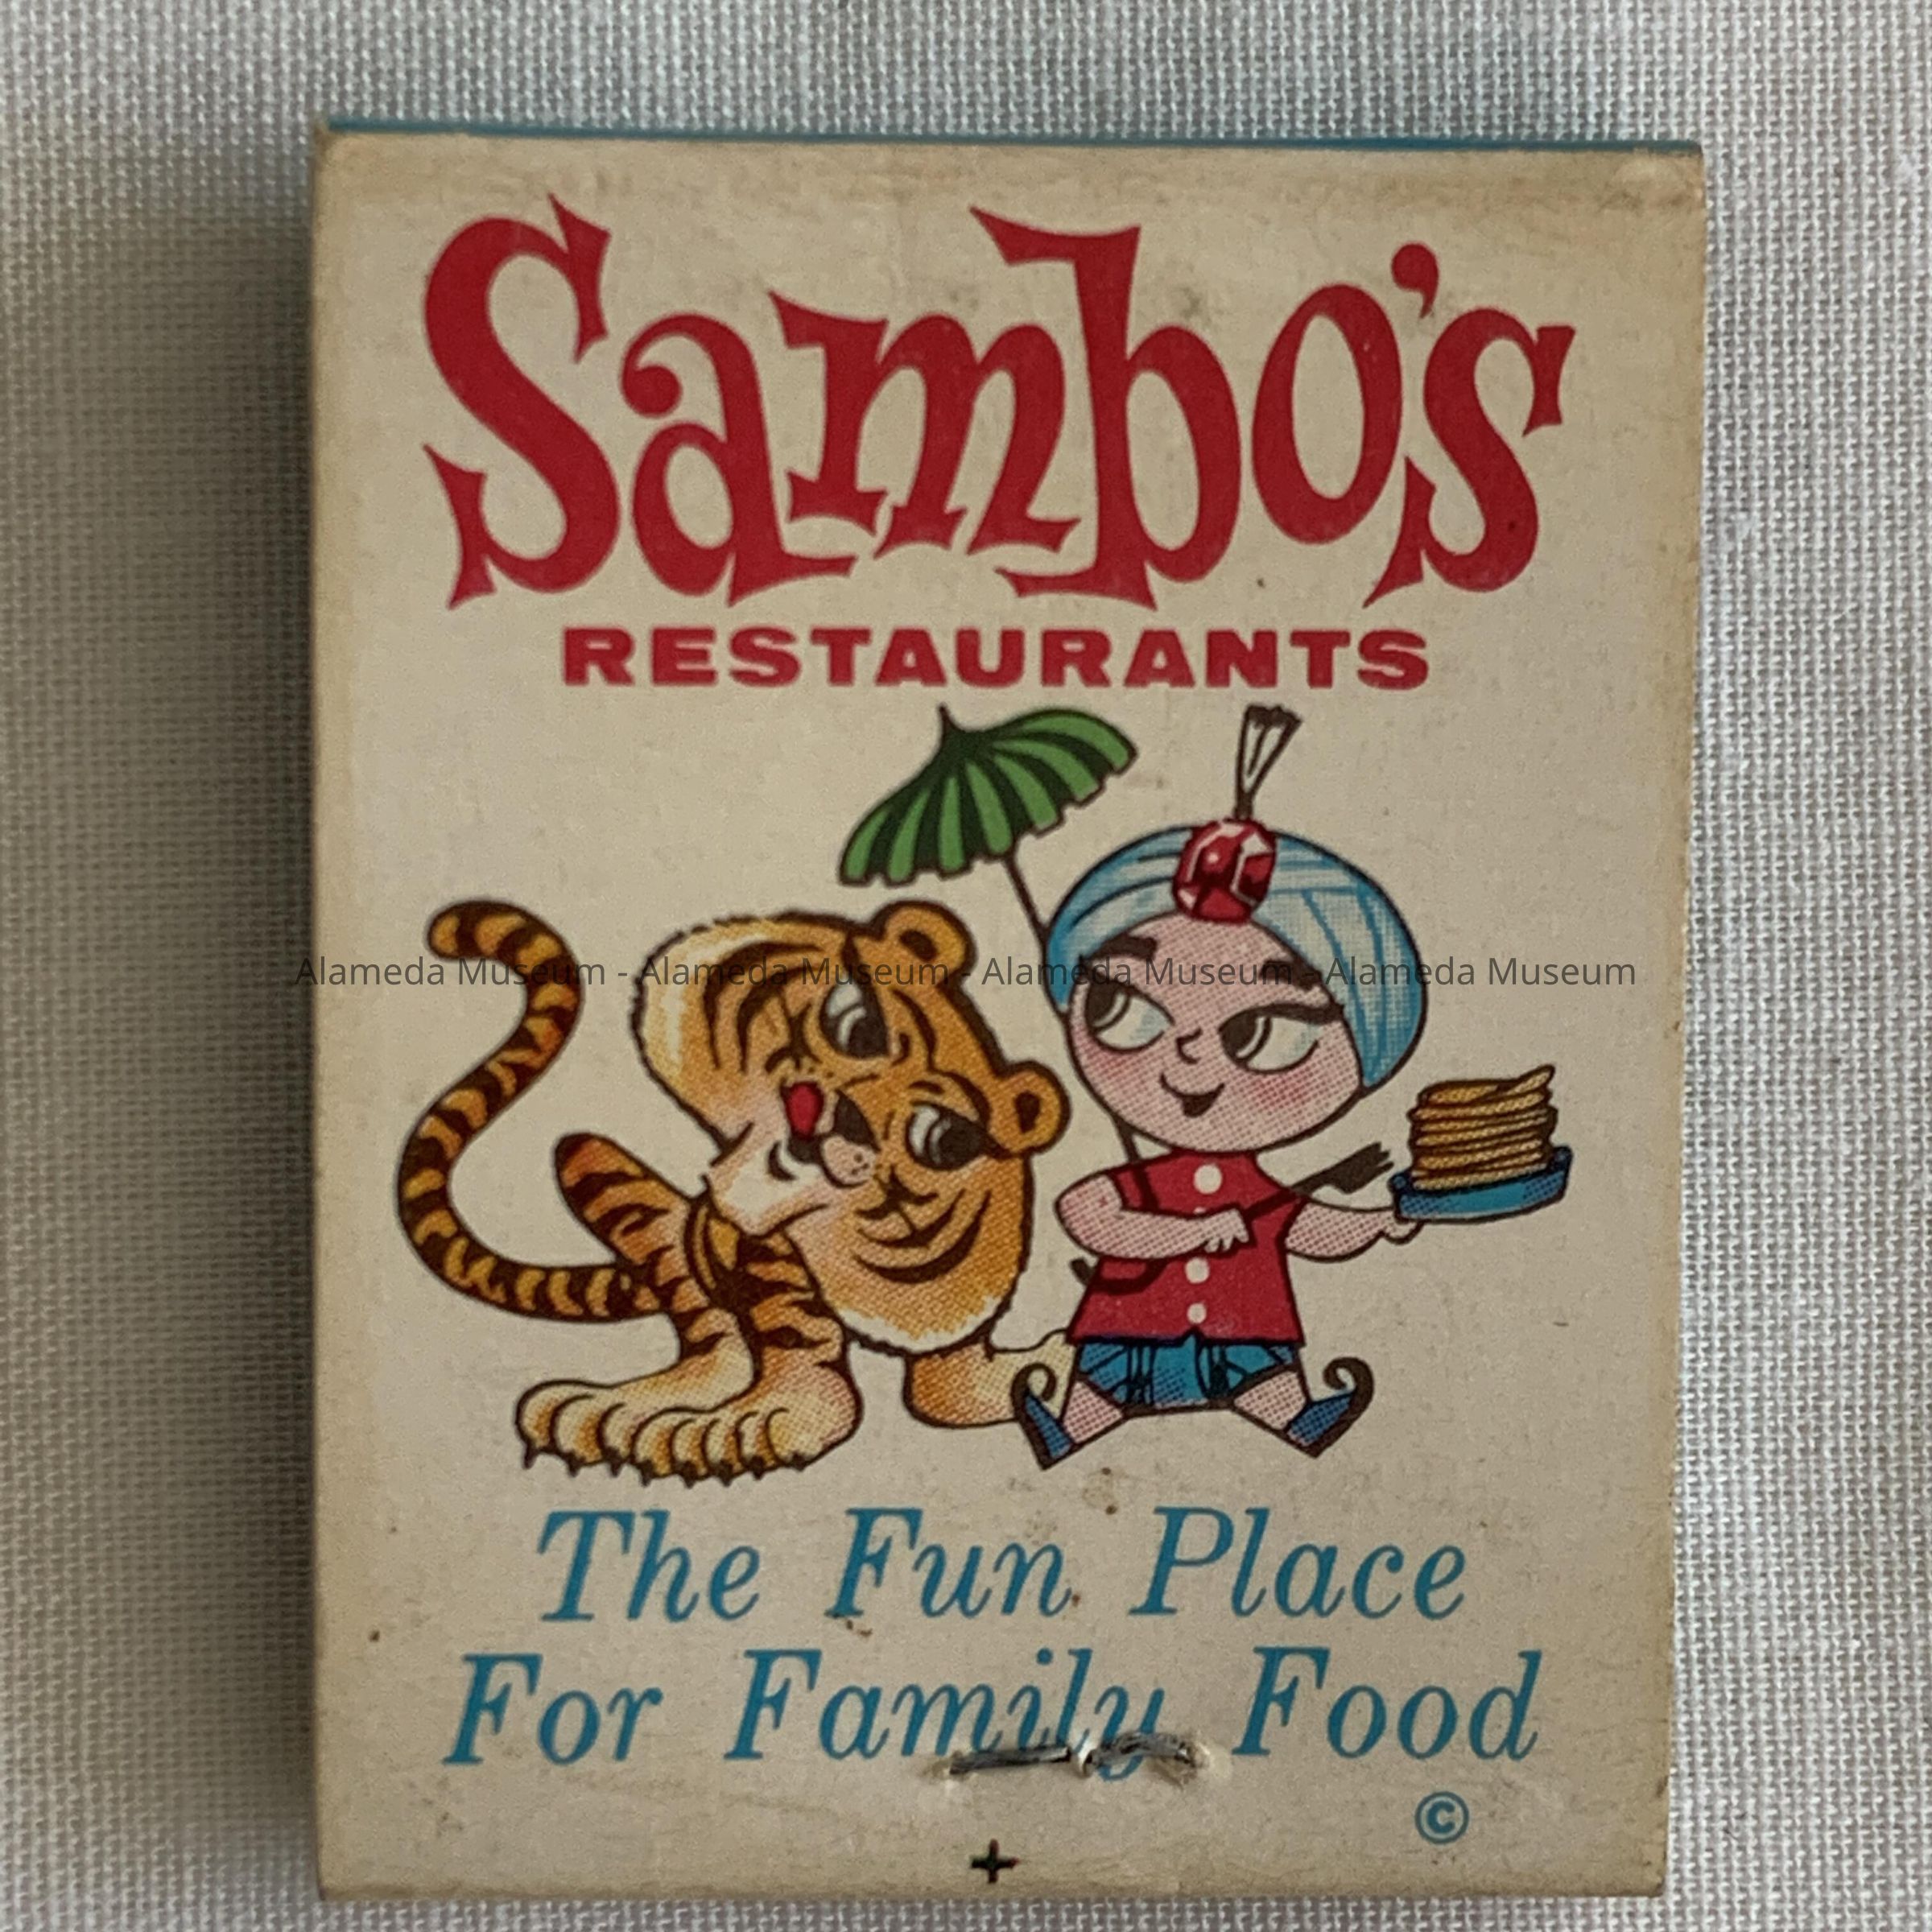 Sambo's
RESTAURANTS
Alameda Museum - Alameda Museum - Alameda Museum - Alameda Museum
The Fun Place
For Family Food
©